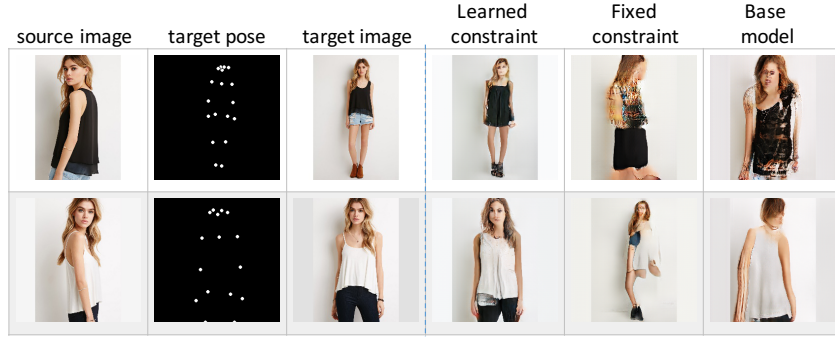 source image
target pose
target image
Learned
constraint
Fixed
constraint
Base
model